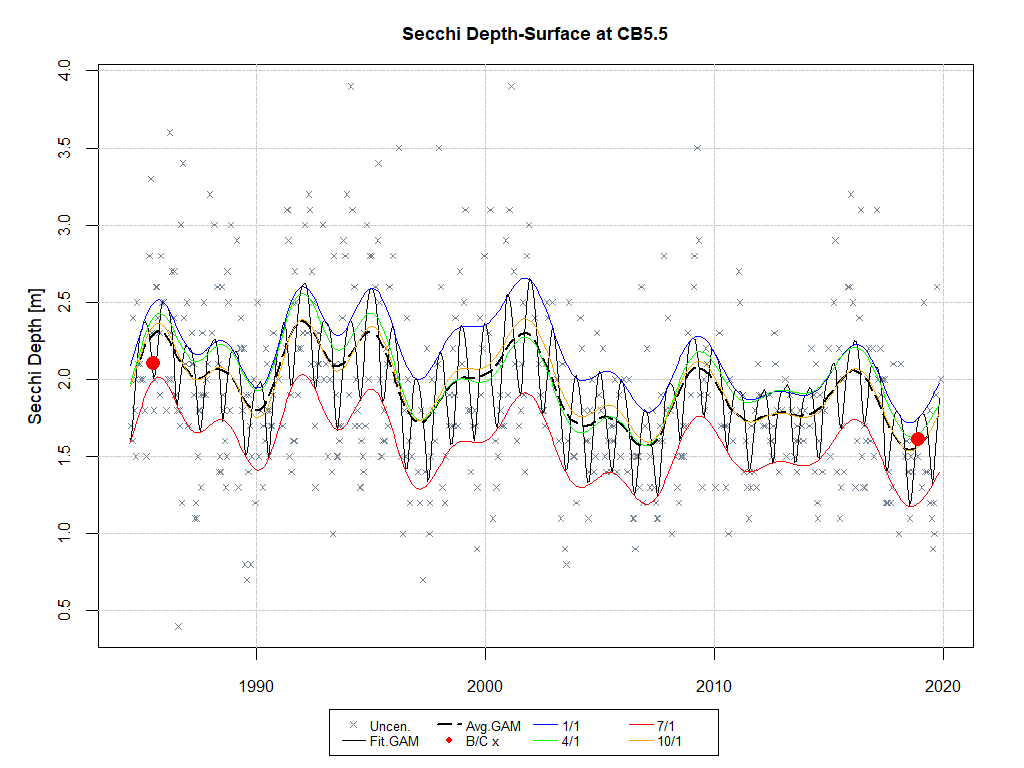 Secchi Depth-Surface at CB5.5
Secchi Depth [m]
4.0
3.5
3.0
2.5
2.0
1.5
1.0
0.5
1990 2000 2010 2020
Uncen. Avg.GAM 1/1 7/1
Fit.GAM B/C x 4/1 10/1